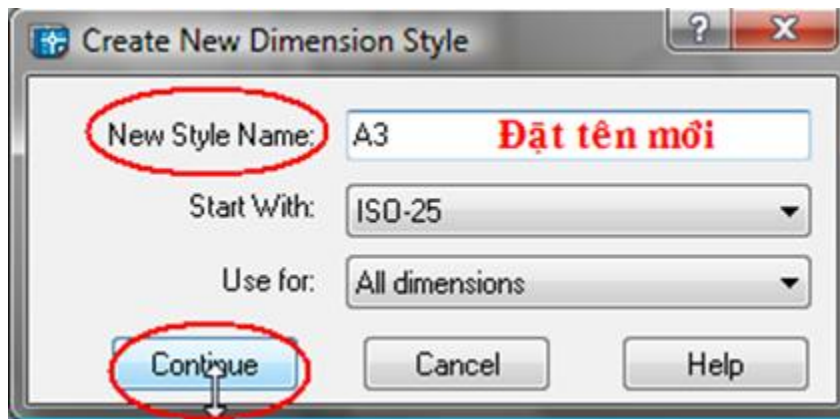 Create New Dimension Style
New Style Name: A3 Đặt tên mới
Start With: ISO-25
Use for: All dimensions
Continue Cancel Help